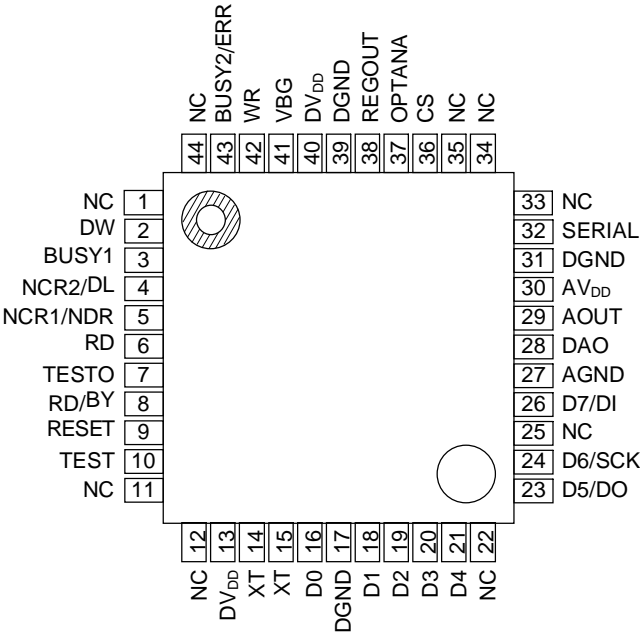 NC
BUSY2/ERR
WR
VBG
DVDD
DGND
REGOUT
OPTANA
CS
NC
NC
44
43
42
41
40
39
38
37
36
35
34
NC 1
DW 2
BUSY1 3
NCR2/DL 4
NCR1/NDR 5
RD 6
TESTO 7
RD/BY 8
RESET 9
TEST 10
NC 11
33 NC
32 SERIAL
31 DGND
30 AVDD
29 AOUT
28 DAO
27 AGND
26 D7/DI
25 NC
24 D6/SCK
23 D5/DO
12
13
14
15
16
17
18
19
20
21
22
NC
DVDD
XT
XT
D0
DGND
D1
D2
D3
D4
NC